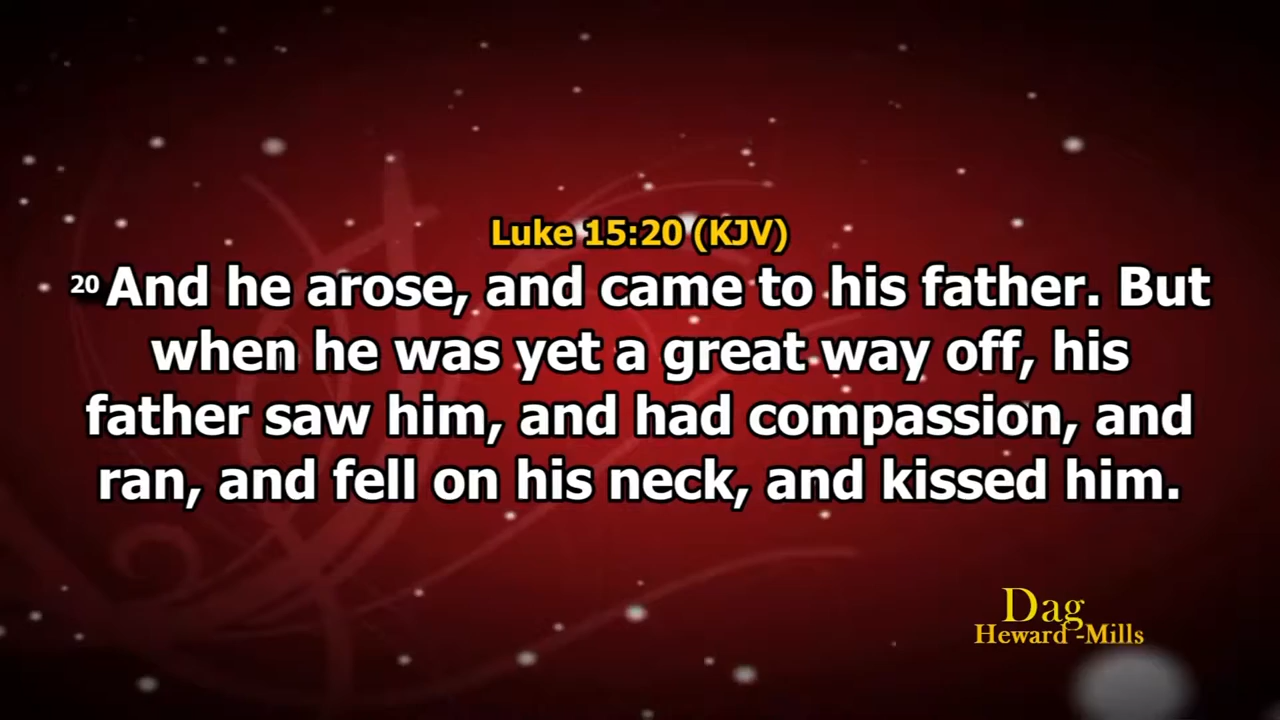 Luke 15:20 (KJV)
20 And he arose, and came to his father. But
when he was yet a great way off, his
father saw him, and had compassion, and
ran, and fell on his neck, and kissed him.
Dag
Heward -Mills